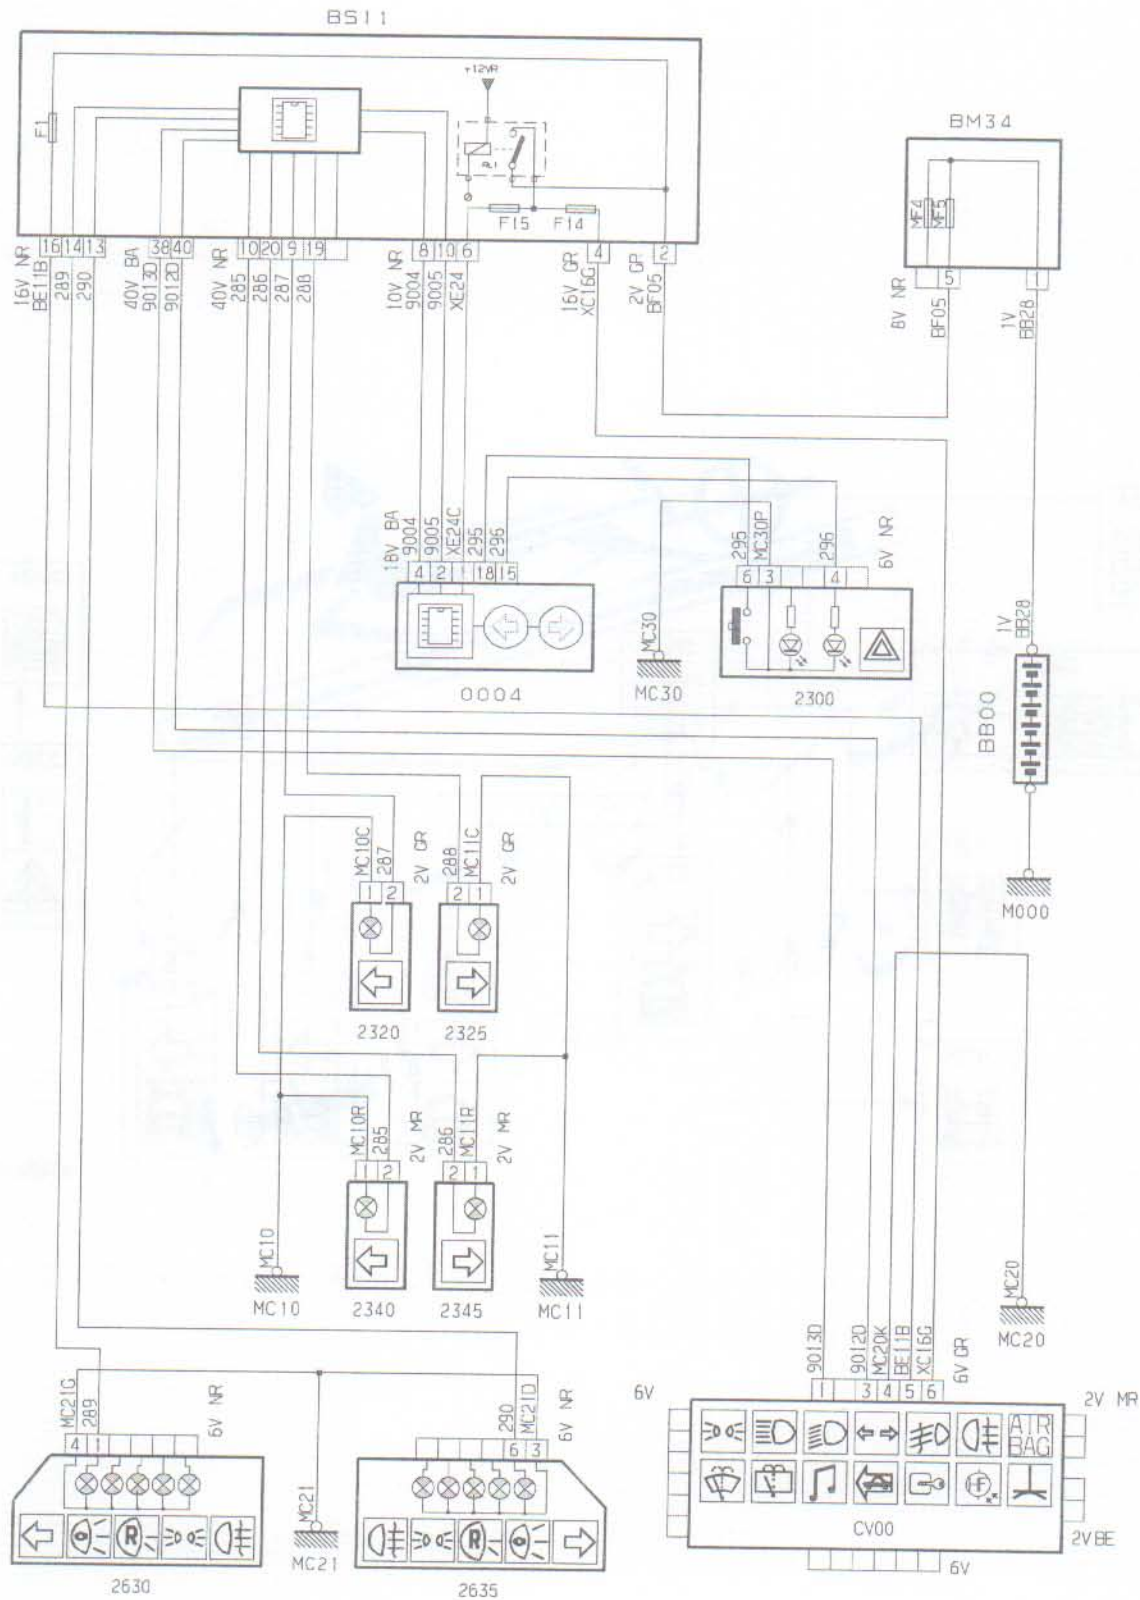 BSI1
+12VR
F1
R1
F15
F14
16 14 13
38 40
10 20 9 19
8 10 6
4
2
16V NR
BE11B
289
290
40V BA
9013D
9012D
40V NR
285
286
287
288
10V NR
9004
9005
XE24
16V GR
XC16G
2V GR
BF05
BM34
MF4
MF5
5
1
8V NR
BF05
1V
BB28
18V BA
9004
9005
XE24C
295
296
4 2 18 15
0004
MC30
MC30
295
MC30P
296
6V NR
6 3 4
2300
1V
BB28
BB00
M000
MC10C
287
2V GR
1 2
2320
288
MC11C
2V GR
2 1
2325
MC10R
285
2V MR
1 2
2340
286
MC11R
2V MR
2 1
2345
MC10
MC10
MC11
MC11
MC20
MC20
MC21G
289
6V NR
4 1
R
2630
MC21
MC21
290
MC21D
6V NR
6 3
R
2635
9013D
9012D
MC20K
BE11B
XC16G
6V GR
1 3 4 5 6
6V
2V MR
AIR
BAG
CV00
2V BE
6V